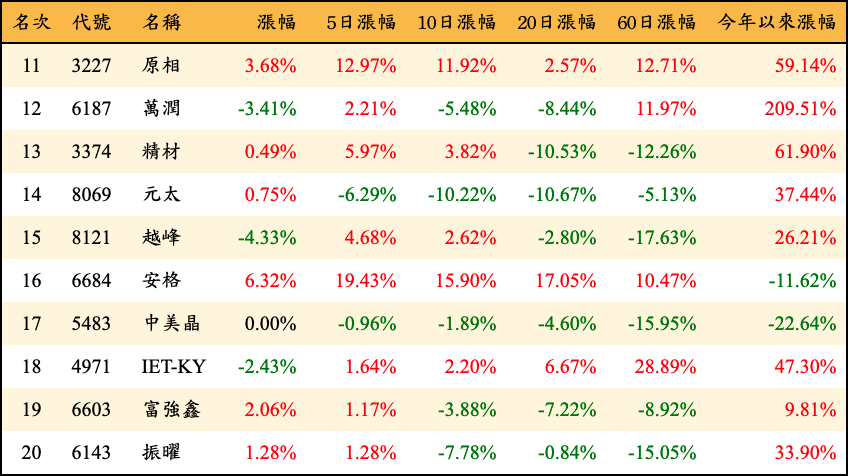 名次 代號 名稱 漲幅 5日漲幅 10日漲幅 20日漲幅 60日漲幅 今年以來漲幅
11 3227 原相 3.68% 12.97% 11.92% 2.57% 12.71% 59.14%
12 6187 萬潤 -3.41% 2.21% -5.48% -8.44% 11.97% 209.51%
13 3374 精材 0.49% 5.97% 3.82% -10.53% -12.26% 61.90%
14 8069 元太 0.75% -6.29% -10.22% -10.67% -5.13% 37.44%
15 8121 越峰 -4.33% 4.68% 2.62% -2.80% -17.63% 26.21%
16 6684 安格 6.32% 19.43% 15.90% 17.05% 10.47% -11.62%
17 5483 中美晶 0.00% -0.96% -1.89% -4.60% -15.95% -22.64%
18 4971 IET-KY -2.43% 1.64% 2.20% 6.67% 28.89% 47.30%
19 6603 富強鑫 2.06% 1.17% -3.88% -7.22% -8.92% 9.81%
20 6143 振曜 1.28% 1.28% -7.78% -0.84% -15.05% 33.90%